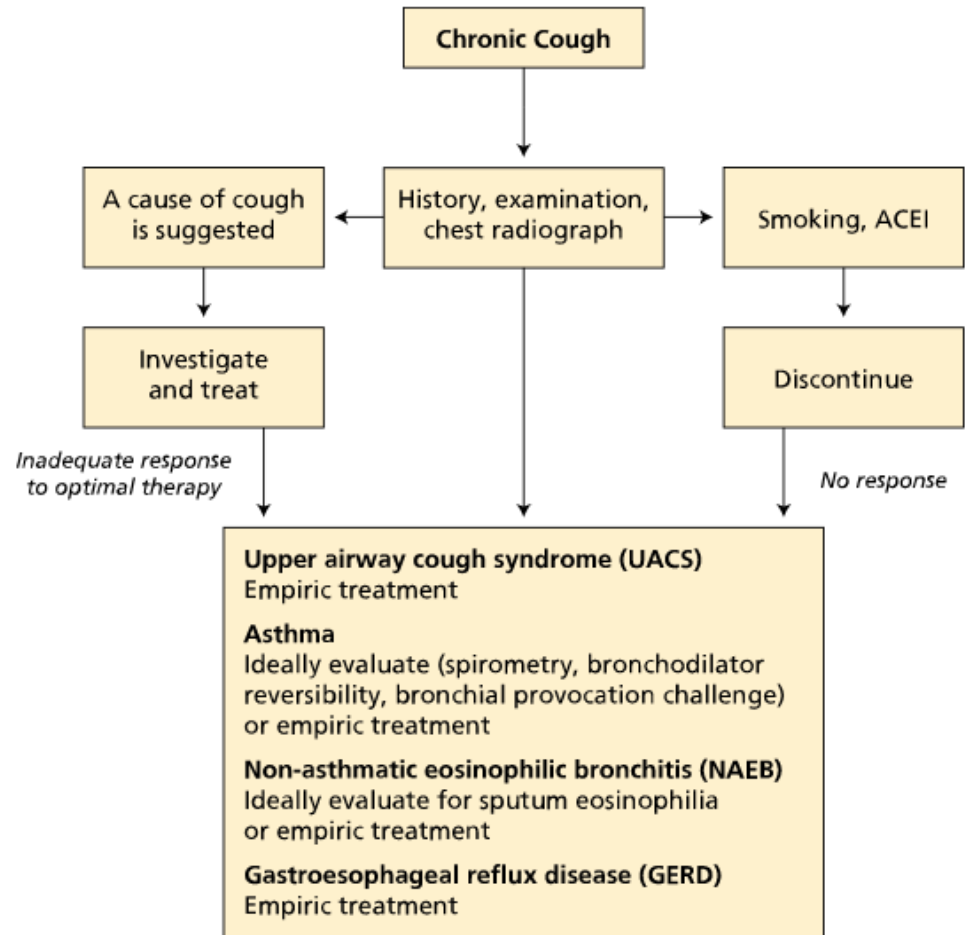 Chronic Cough
A cause of cough
is suggested
History, examination,
chest radiograph
Smoking, ACEI
Investigate
and treat
Discontinue
Inadequate response
to optimal therapy
No response
Upper airway cough syndrome (UACS)
Empiric treatment
Asthma
Ideally evaluate (spirometry, bronchodilator
reversibility, bronchial provocation challenge)
or empiric treatment
Non-asthmatic eosinophilic bronchitis (NAEB)
Ideally evaluate for sputum eosinophilia
or empiric treatment
Gastroesophageal reflux disease (GERD)
Empiric treatment